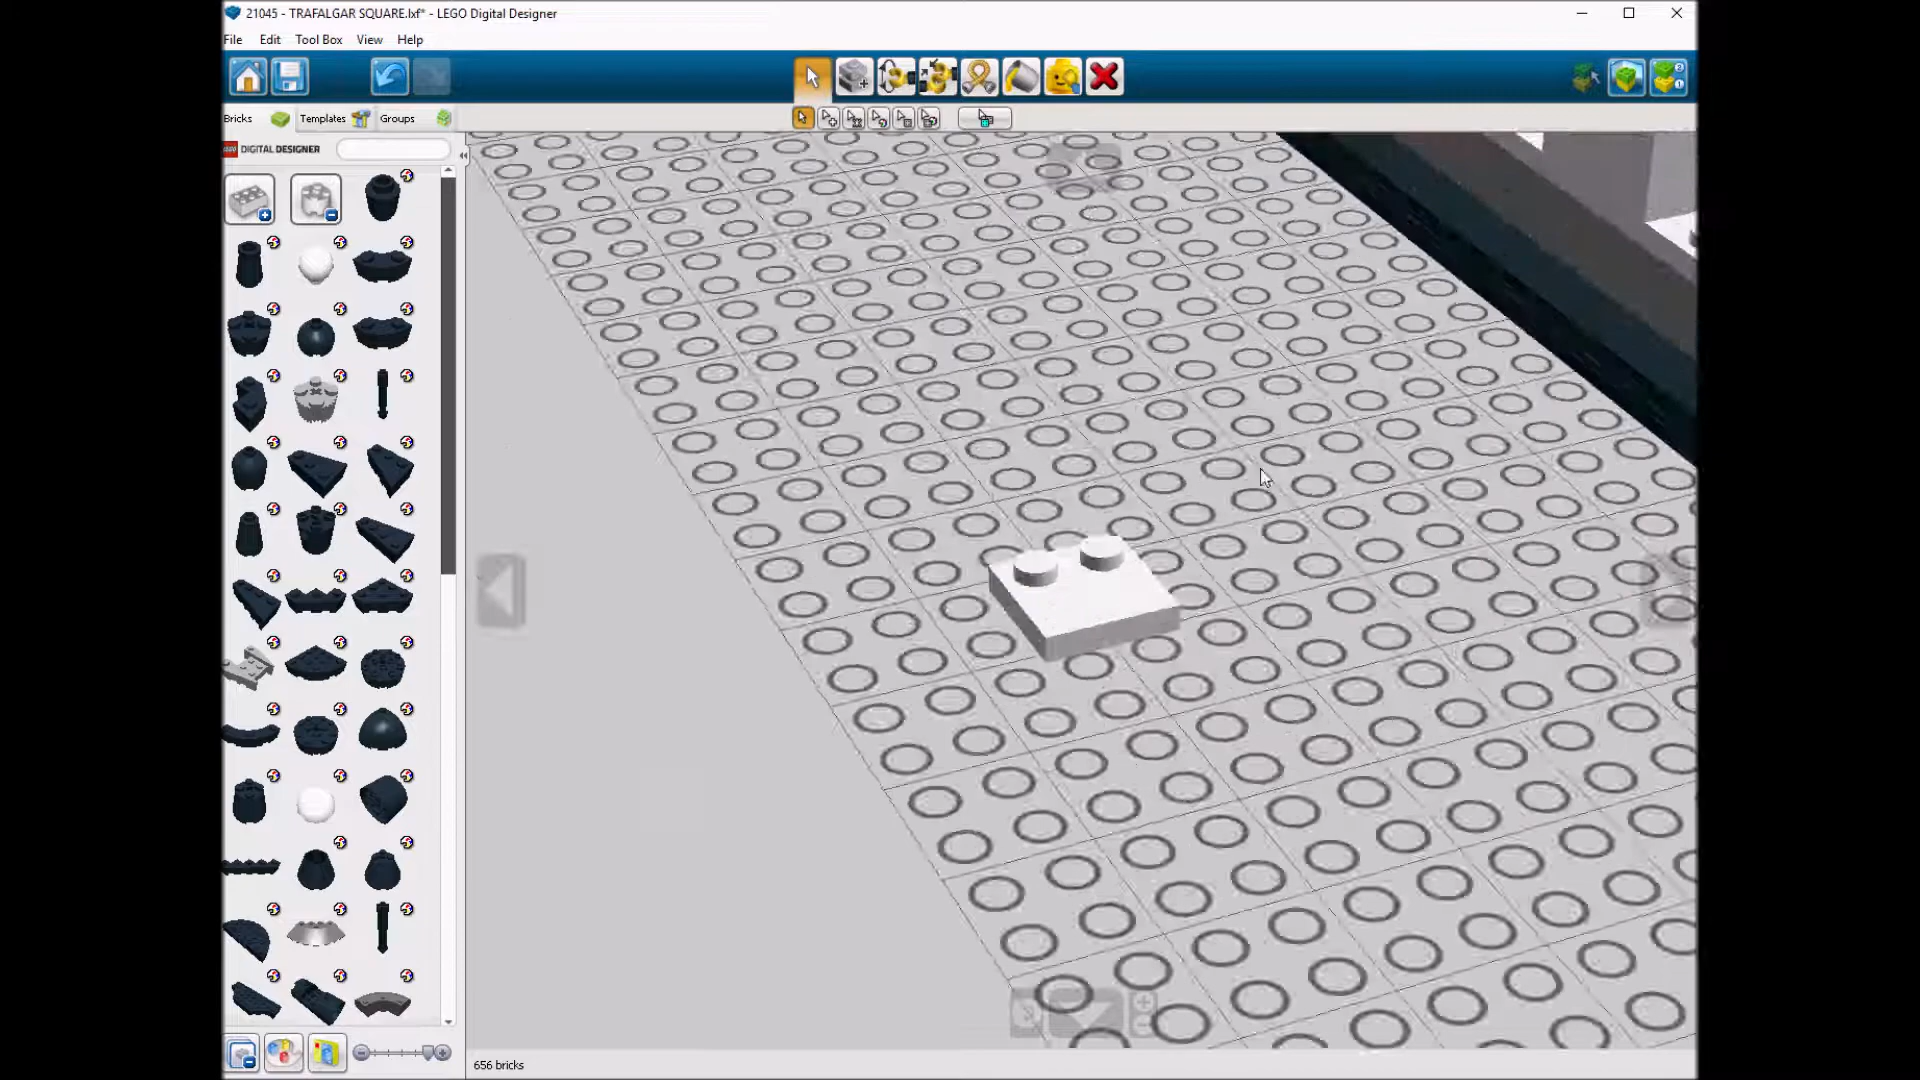 21045 - TRAFALGAR SQUARE.lxf* - LEGO Digital Designer
File Edit Tool Box View Help
Bricks Templates Groups
LEGO DIGITAL DESIGNER
656 bricks